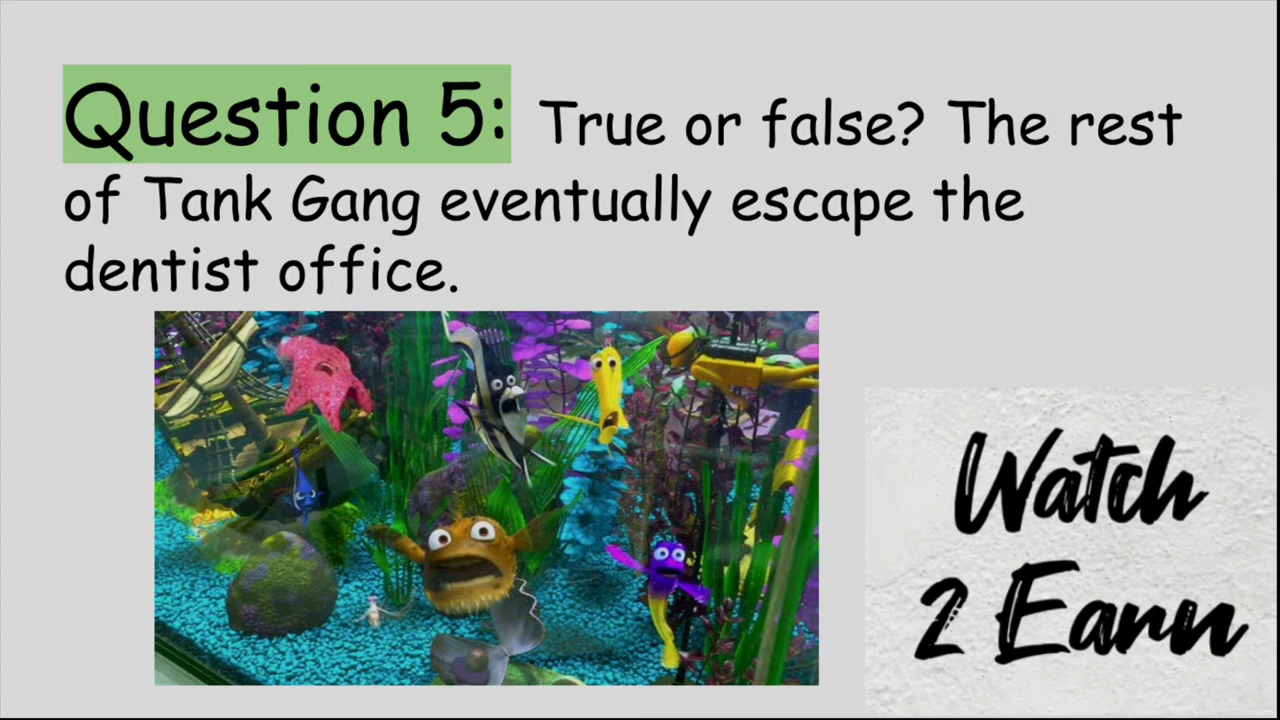 Question 5: True or false? The rest
of Tank Gang eventually escape the
dentist office.
Watch
2 Earn